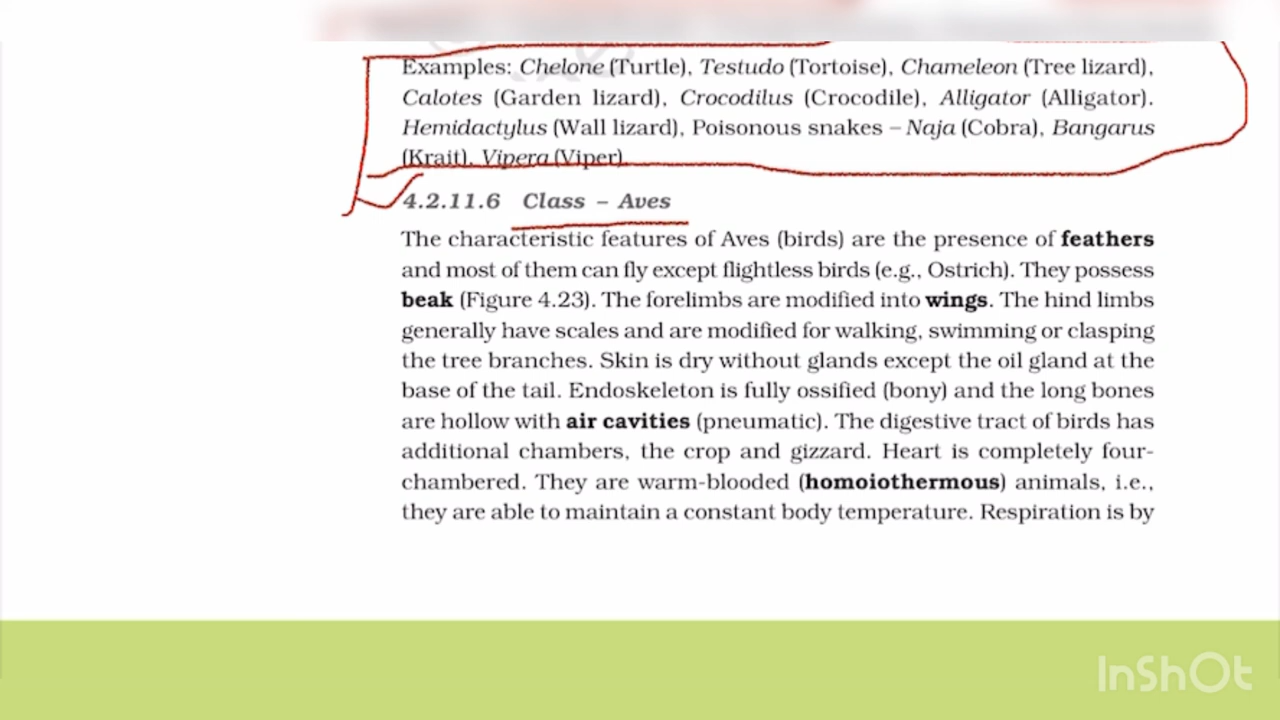 Examples: Chelone (Turtle), Testudo (Tortoise), Chameleon (Tree lizard),
Calotes (Garden lizard), Crocodilus (Crocodile), Alligator (Alligator).
Hemidactylus (Wall lizard), Poisonous snakes – Naja (Cobra), Bangarus
(Krait), Vipera (Viper).
4.2.11.6 Class – Aves
The characteristic features of Aves (birds) are the presence of feathers
and most of them can fly except flightless birds (e.g., Ostrich). They possess
beak (Figure 4.23). The forelimbs are modified into wings. The hind limbs
generally have scales and are modified for walking, swimming or clasping
the tree branches. Skin is dry without glands except the oil gland at the
base of the tail. Endoskeleton is fully ossified (bony) and the long bones
are hollow with air cavities (pneumatic). The digestive tract of birds has
additional chambers, the crop and gizzard. Heart is completely four-
chambered. They are warm-blooded (homoiothermous) animals, i.e.,
they are able to maintain a constant body temperature. Respiration is by
InShOt